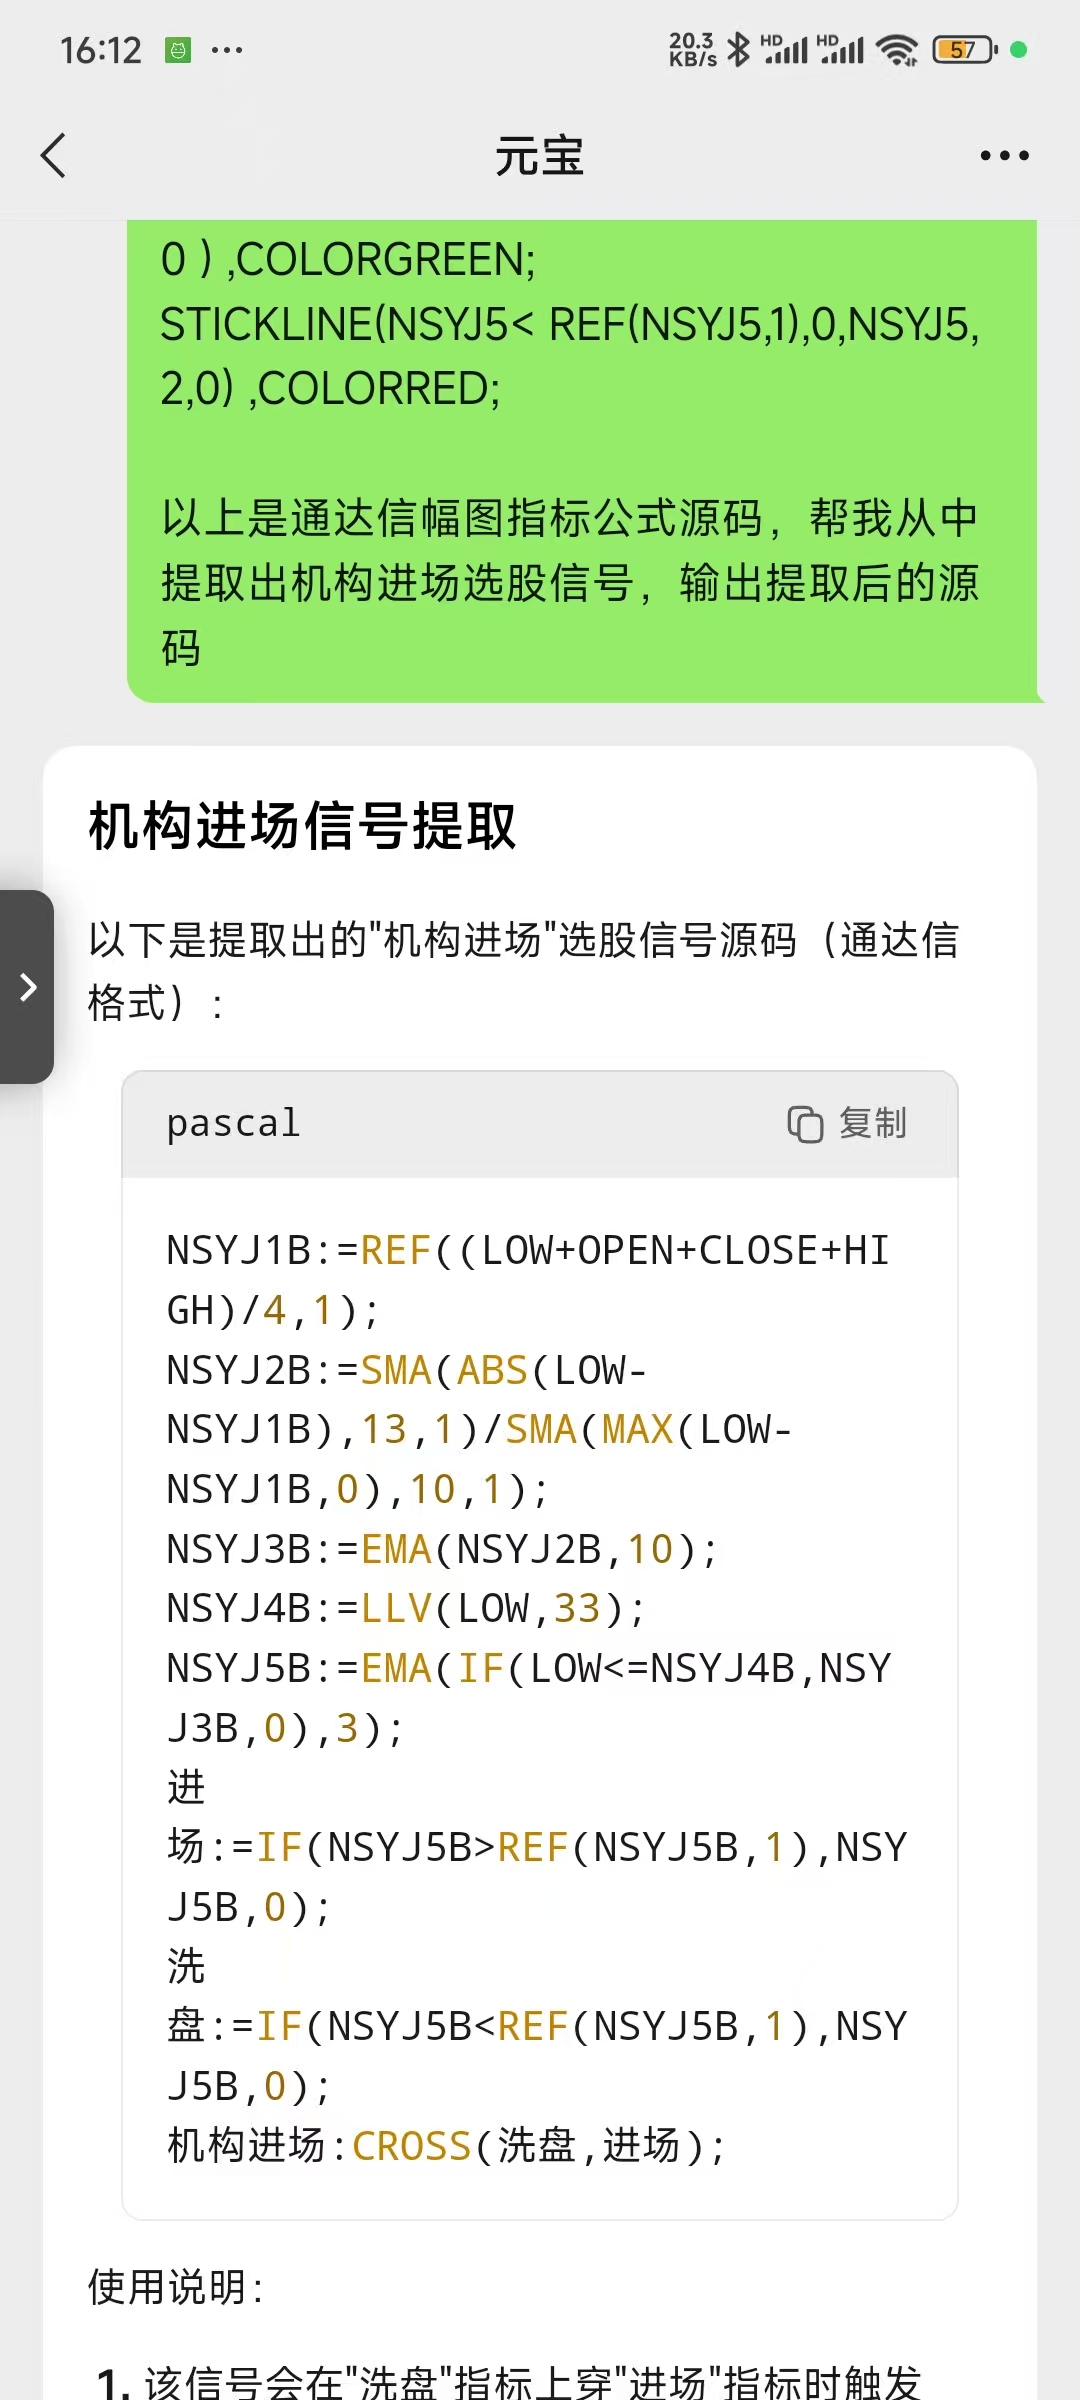 16:12
20.3 KB/s
HD
HD
57
元宝
0 ) ,COLORGREEN;
STICKLINE(NSYJ5< REF(NSYJ5,1),0,NSYJ5,
2,0) ,COLORRED;
以上是通达信幅图指标公式源码，帮我从中
提取出机构进场选股信号，输出提取后的源
码
机构进场信号提取
以下是提取出的"机构进场"选股信号源码（通达信
格式）:
pascal
复制
NSYJ1B:=REF((LOW+OPEN+CLOSE+HI
GH)/4,1);
NSYJ2B:=SMA(ABS(LOW-
NSYJ1B),13,1)/SMA(MAX(LOW-
NSYJ1B,0),10,1);
NSYJ3B:=EMA(NSYJ2B,10);
NSYJ4B:=LLV(LOW,33);
NSYJ5B:=EMA(IF(LOW<=NSYJ4B,NSY
J3B,0),3);
进
场:=IF(NSYJ5B>REF(NSYJ5B,1),NSY
J5B,0);
洗
盘:=IF(NSYJ5B<REF(NSYJ5B,1),NSY
J5B,0);
机构进场:CROSS(洗盘,进场);
使用说明:
1. 该信号会在"洗盘"指标上穿"进场"指标时触发